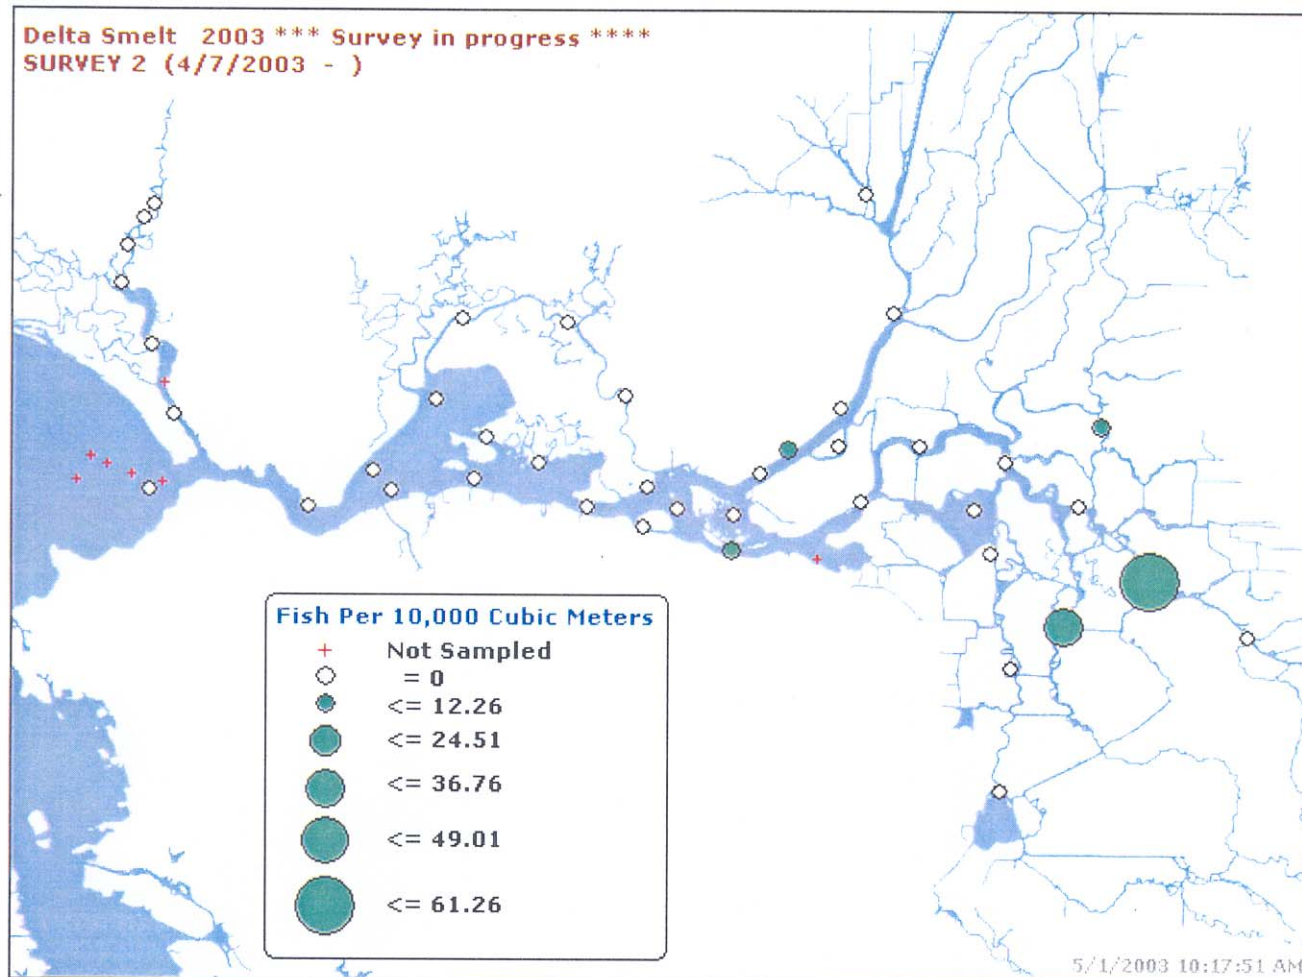 Delta Smelt 2003 *** Survey in progress ****
SURVEY 2 (4/7/2003 - )
Fish Per 10,000 Cubic Meters
+ Not Sampled
= 0
<= 12.26
<= 24.51
<= 36.76
<= 49.01
<= 61.26
5/1/2003 10:17:51 AM